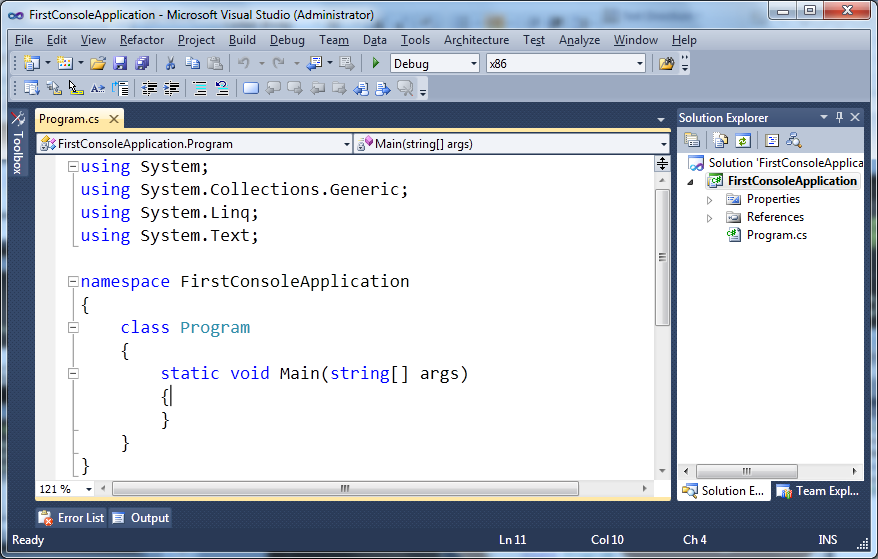 FirstConsoleApplication - Microsoft Visual Studio (Administrator)
File Edit View Refactor Project Build Debug Team Data Tools Architecture Test Analyze Window Help
Debug x86
Toolbox
Program.cs
FirstConsoleApplication.Program Main(string[] args)
using System;
using System.Collections.Generic;
using System.Linq;
using System.Text;
namespace FirstConsoleApplication
{
class Program
{
static void Main(string[] args)
{
}
}
}
121 %
Solution Explorer
Solution 'FirstConsoleApplica
FirstConsoleApplication
Properties
References
Program.cs
Solution E... Team Expl...
Error List Output
Ready Ln 11 Col 10 Ch 4 INS